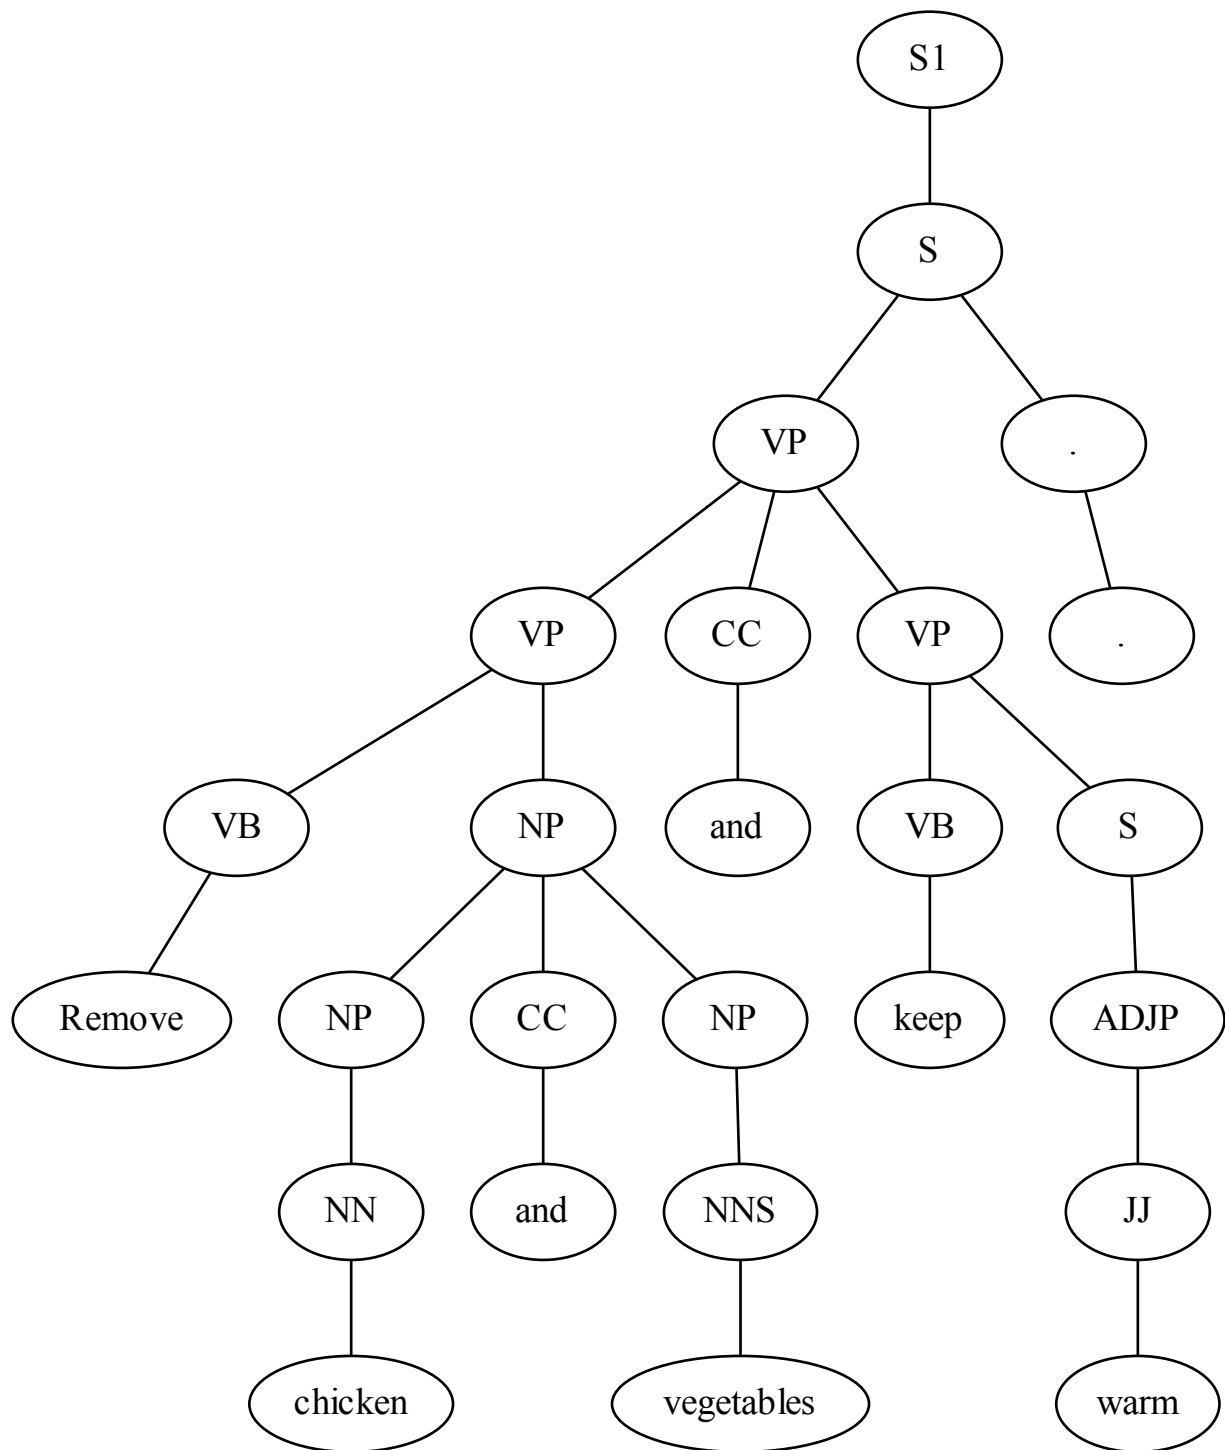 S1
S
VP .
VP CC VP .
VB NP and VB S
Remove NP CC NP keep ADJP
NN and NNS JJ
chicken vegetables warm